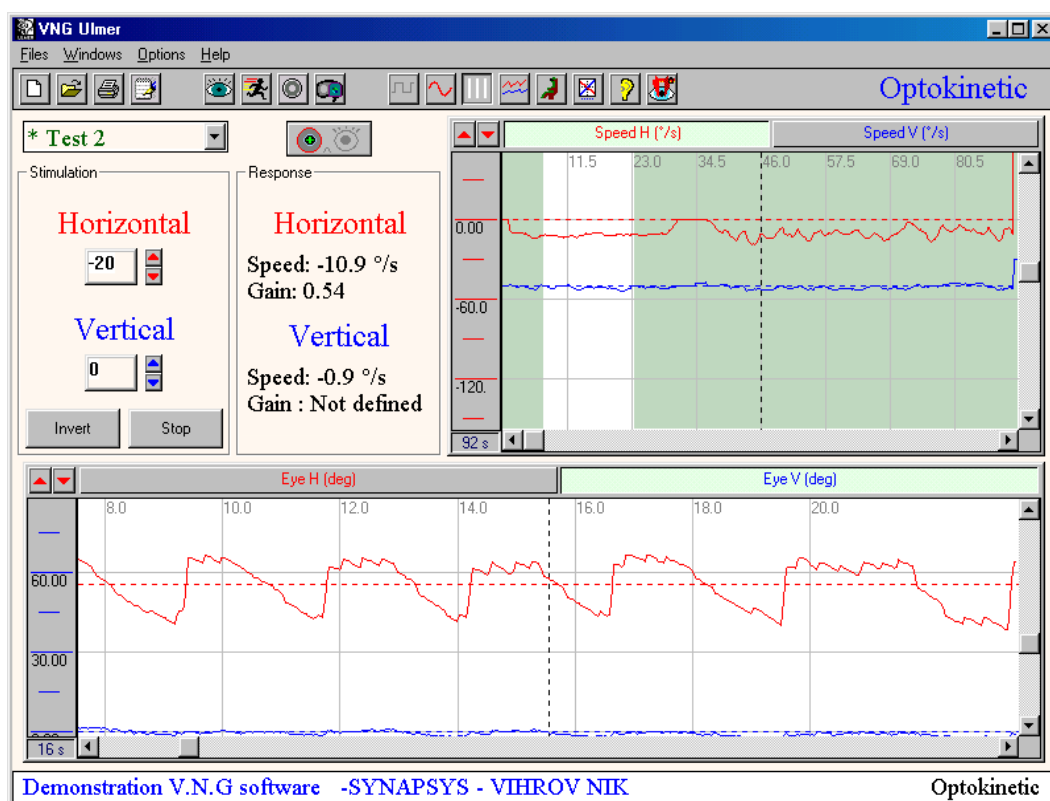 VNG Ulmer
Files Windows Options Help
Optokinetic
* Test 2
Stimulation
Horizontal
-20
Vertical
0
Invert Stop
Response
Horizontal
Speed: -10.9 °/s
Gain: 0.54
Vertical
Speed: -0.9 °/s
Gain : Not defined
Speed H (°/s) Speed V (°/s)
11.5 23.0 34.5 46.0 57.5 69.0 80.5
0.00
-60.0
-120.
92 s
Eye H (deg) Eye V (deg)
8.0 10.0 12.0 14.0 16.0 18.0 20.0
60.00
30.00
16 s
Demonstration V.N.G software -SYNAPSYS - VIHROV NIK Optokinetic